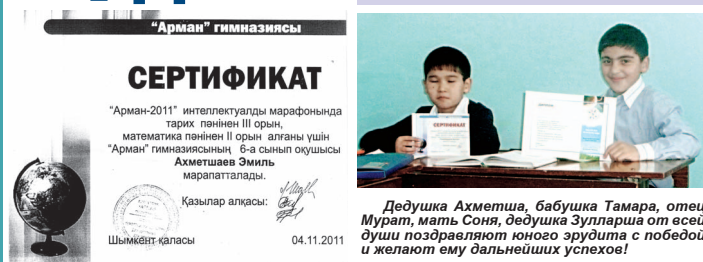 "Арман" гимназиясы
СЕРТИФИКАТ
"Арман-2011" интеллектуалды марафонында
тарих пәнінен III орын,
математика пәнінен II орын алғаны үшін
"Арман" гимназиясының 6-а сынып оқушысы
Ахметшаев Эмиль
марапатталады.
Қазылар алқасы:
Шымкент қаласы 04.11.2011
СЕРТИФИКАТ
Дедушка Ахметша, бабушка Тамара, отец
Мурат, мать Соня, дедушка Зулларша от всей
души поздравляют юного эрудита с победой
и желают ему дальнейших успехов!